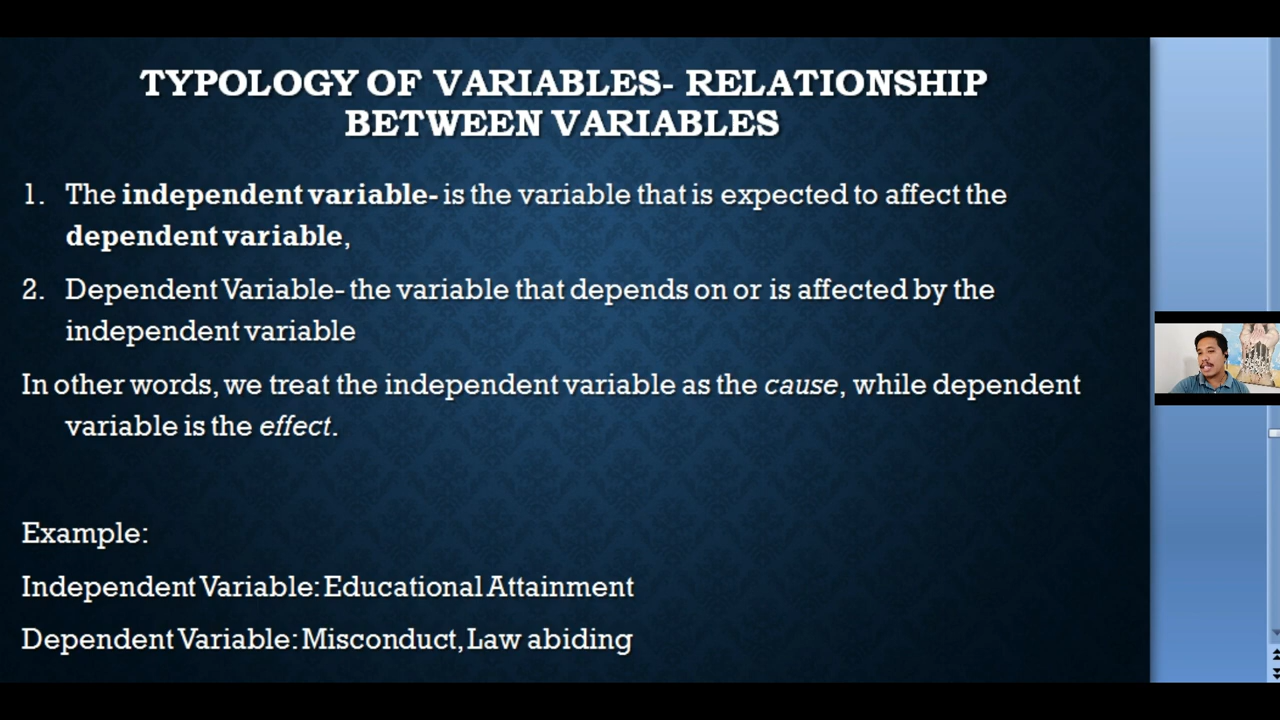 TYPOLOGY OF VARIABLES- RELATIONSHIP
BETWEEN VARIABLES
1. The independent variable- is the variable that is expected to affect the
dependent variable,
2. Dependent Variable- the variable that depends on or is affected by the
independent variable
In other words, we treat the independent variable as the cause, while dependent
variable is the effect.
Example:
Independent Variable: Educational Attainment
Dependent Variable: Misconduct, Law abiding